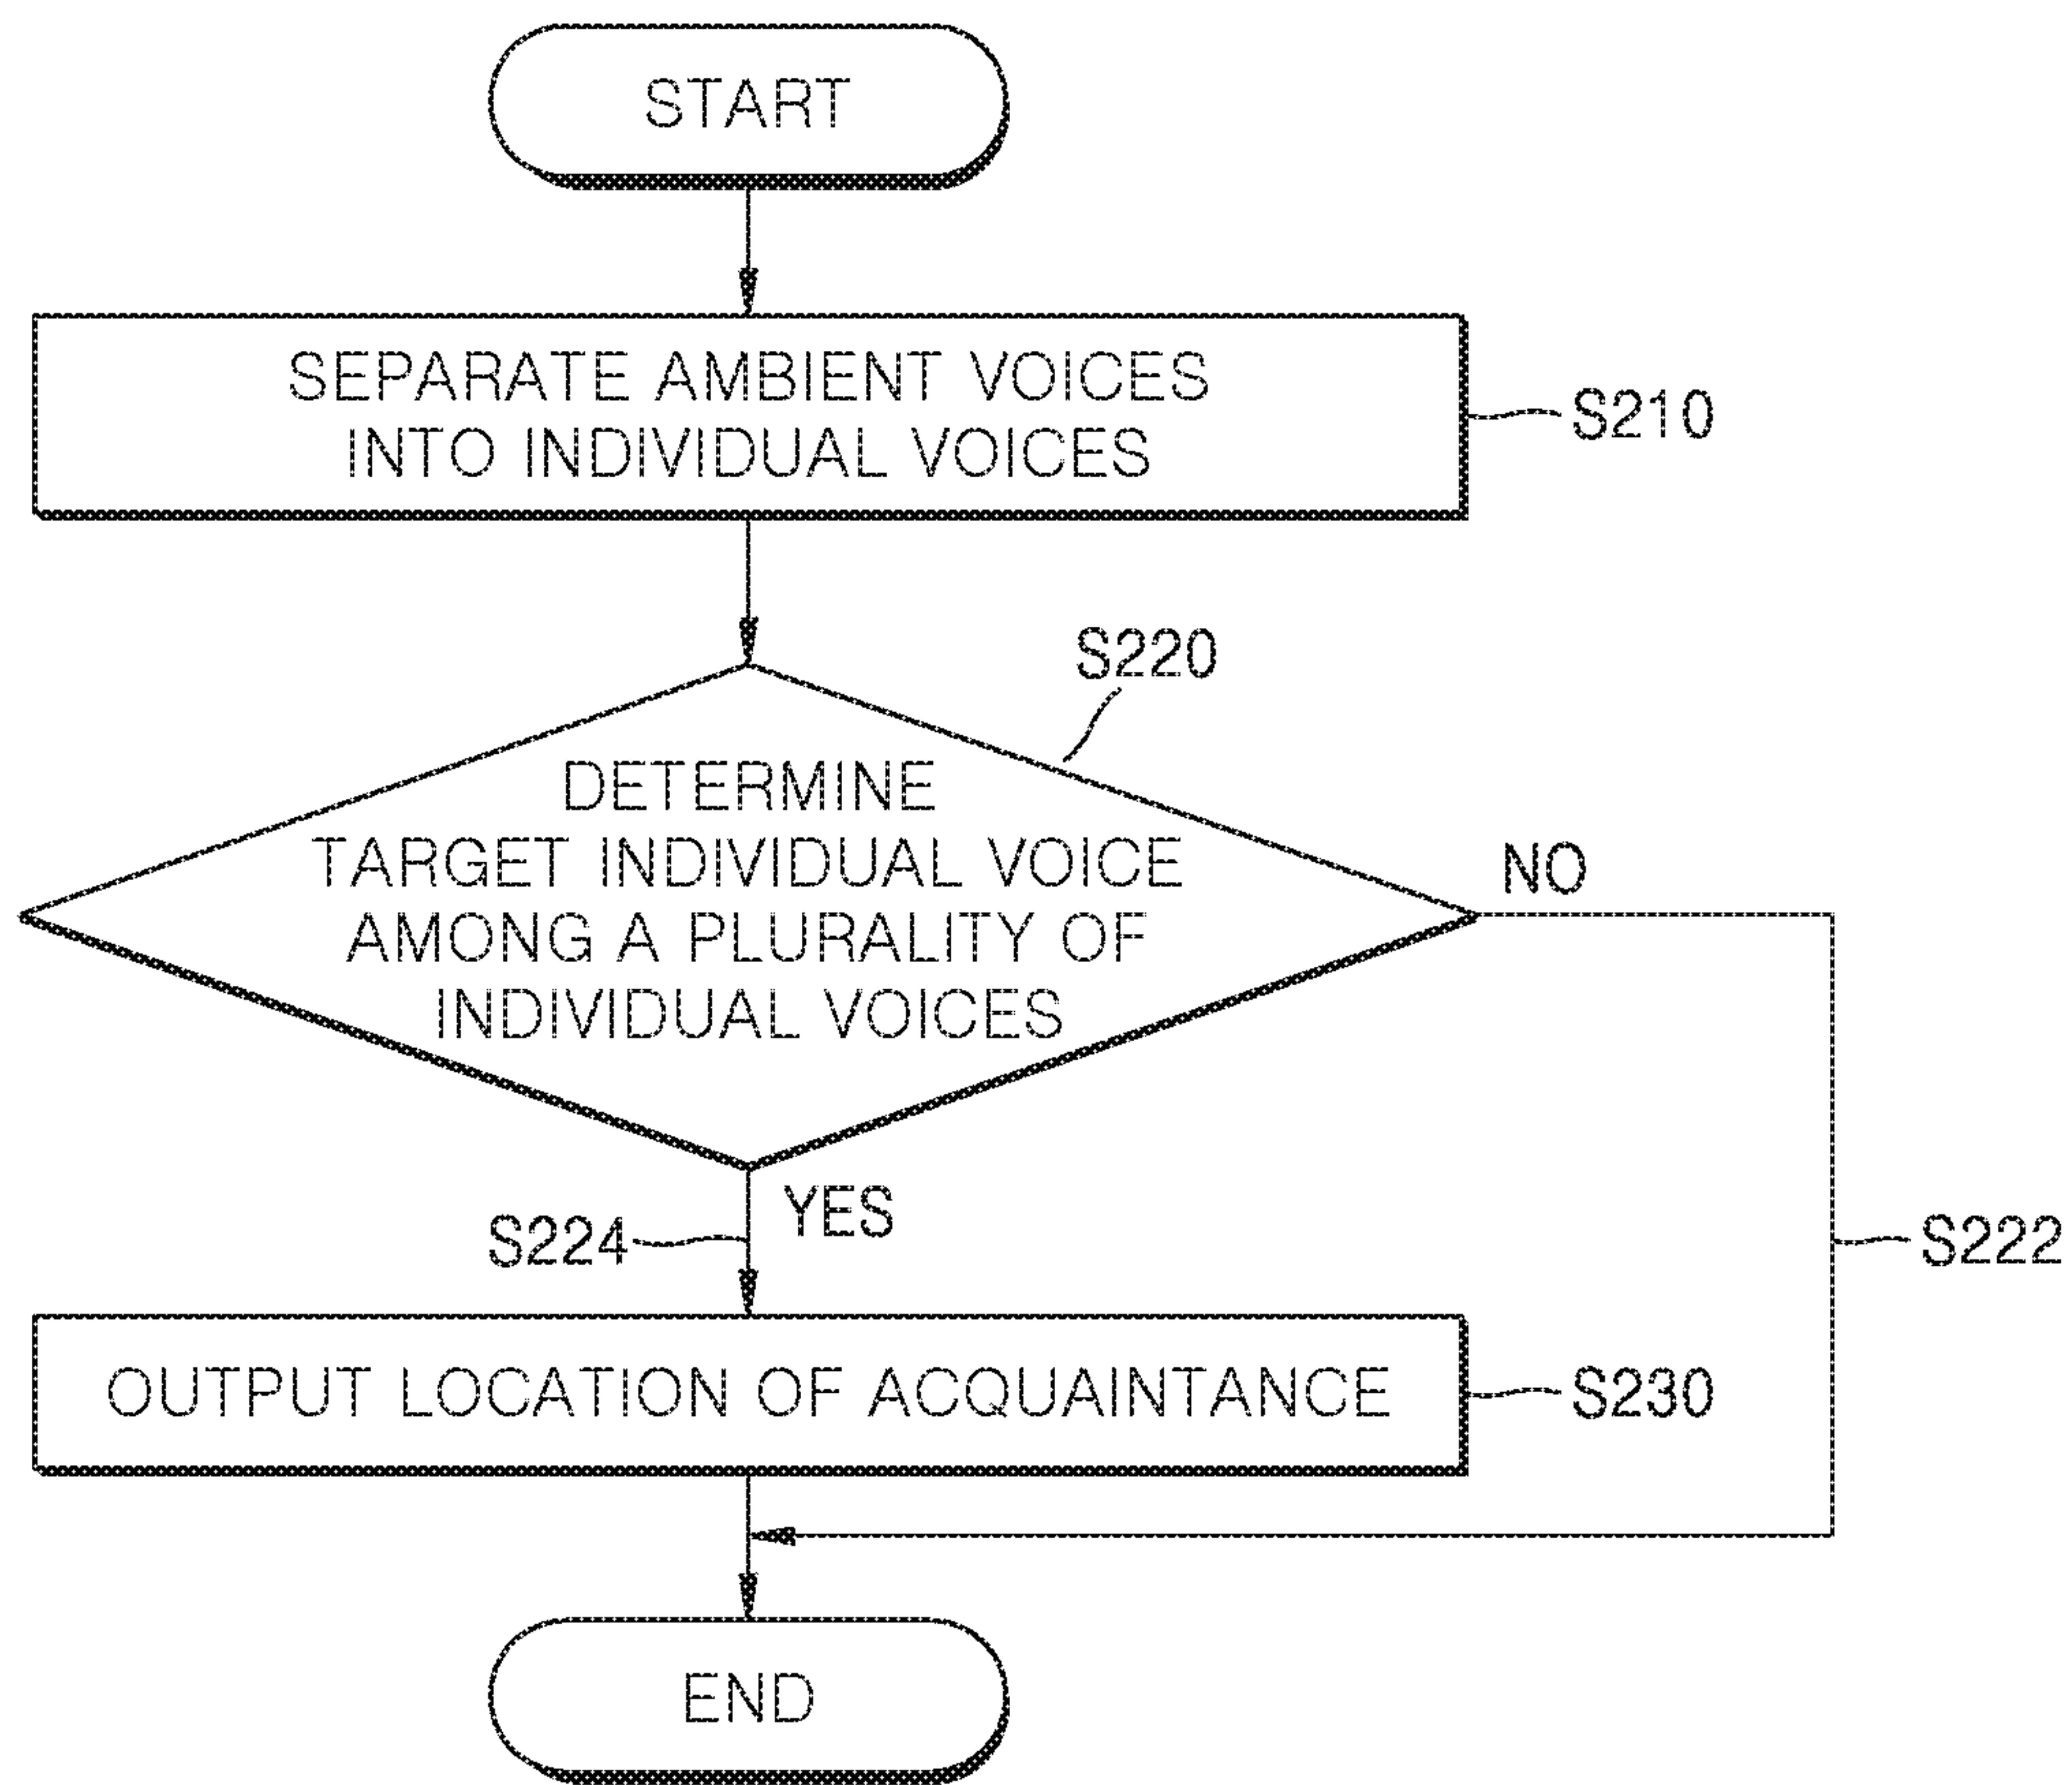 START
SEPARATE AMBIENT VOICES
INTO INDIVIDUAL VOICES
S210
S220
DETERMINE
TARGET INDIVIDUAL VOICE
AMONG A PLURALITY OF
INDIVIDUAL VOICES
NO
YES
S224
S222
OUTPUT LOCATION OF ACQUAINTANCE
S230
END